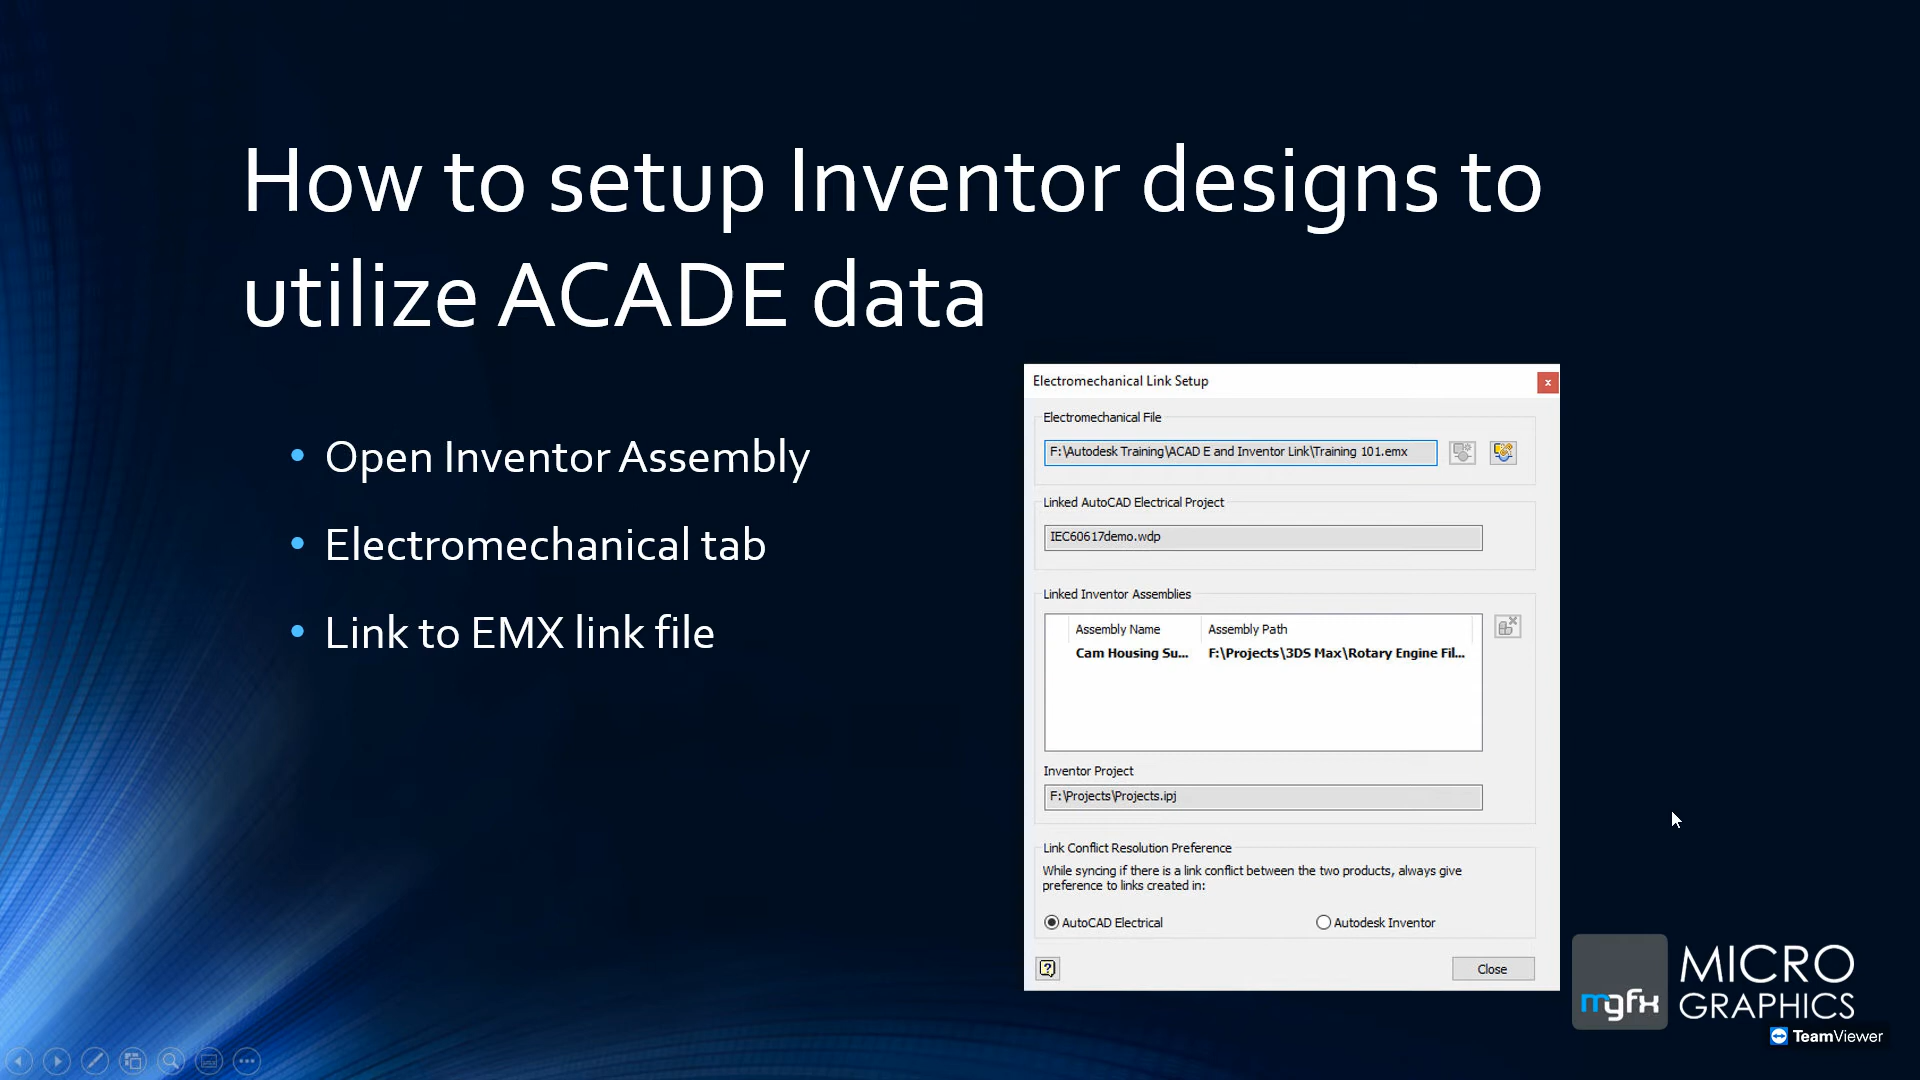 How to setup Inventor designs to
utilize ACADE data
• Open Inventor Assembly
• Electromechanical tab
• Link to EMX link file
Electromechanical Link Setup
x
Electromechanical File
F:\Autodesk Training\ACAD E and Inventor Link\Training 101.emx
Linked AutoCAD Electrical Project
IEC60617demo.wdp
Linked Inventor Assemblies
Assembly Name Assembly Path
Cam Housing Su... F:\Projects\3DS Max\Rotary Engine Fil...
Inventor Project
F:\Projects\Projects.ipj
Link Conflict Resolution Preference
While syncing if there is a link conflict between the two products, always give
preference to links created in:
AutoCAD Electrical Autodesk Inventor
?
Close
mgfx
MICRO
GRAPHICS
TeamViewer